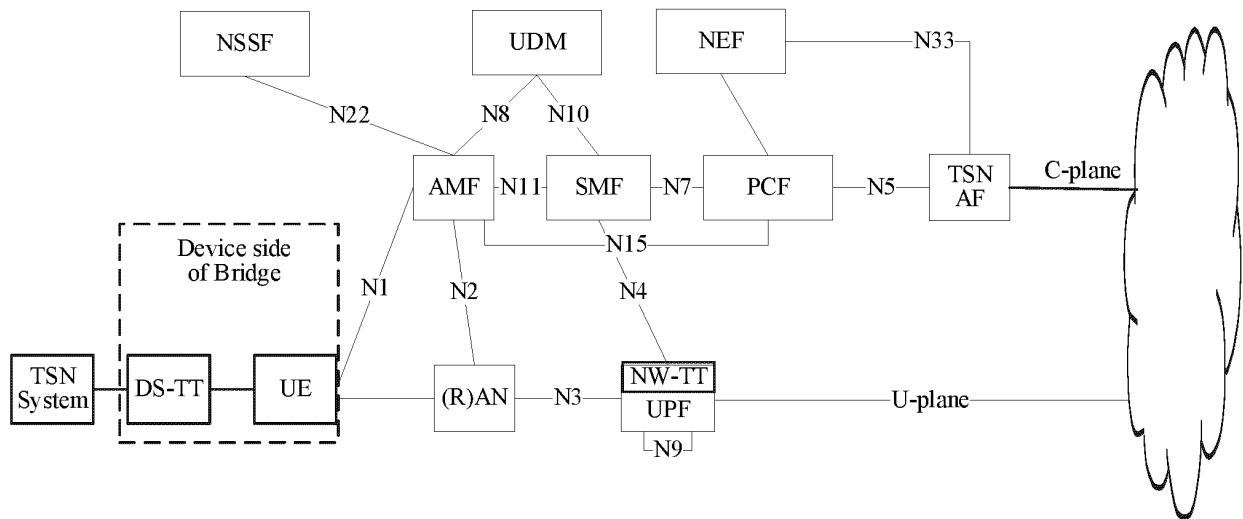 NSSF
UDM
NEF
N33
N22
N8
N10
AMF
N11
SMF
N7
PCF
N5
TSN
AF
C-plane
N15
Device side
of Bridge
N1
N2
N4
TSN
System
DS-TT
UE
(R)AN
N3
NW-TT
UPF
U-plane
N9